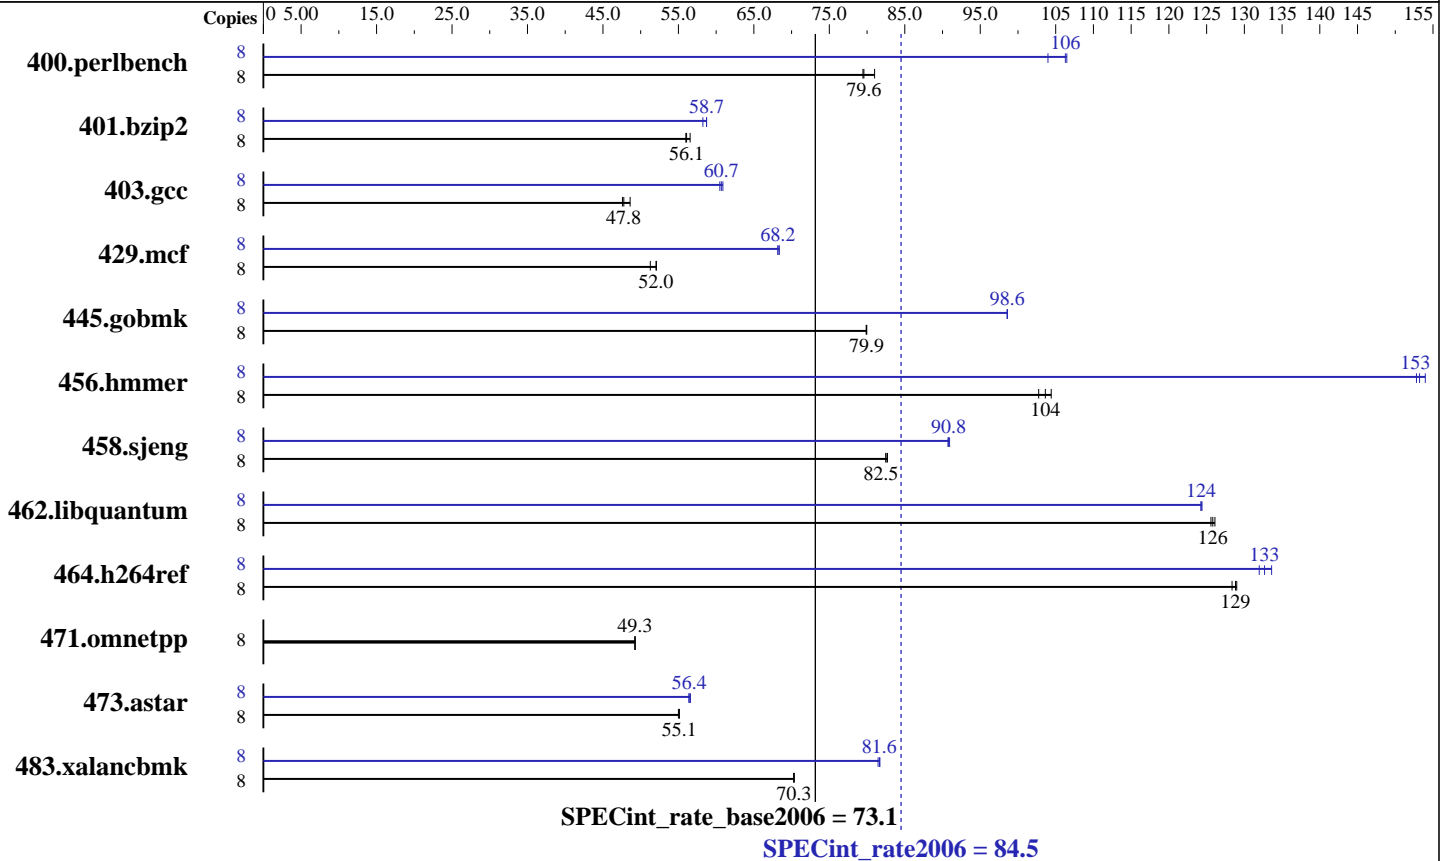 Copies 0 5.00 15.0 25.0 35.0 45.0 55.0 65.0 75.0 85.0 95.0 105 110 115 120 125 130 135 140 145 155
400.perlbench 8 106
8 79.6
401.bzip2 8 58.7
8 56.1
403.gcc 8 60.7
8 47.8
429.mcf 8 68.2
8 52.0
445.gobmk 8 98.6
8 79.9
456.hmmer 8 153
8 104
458.sjeng 8 90.8
8 82.5
462.libquantum 8 124
8 126
464.h264ref 8 133
8 129
471.omnetpp 8 49.3
473.astar 8 56.4
8 55.1
483.xalancbmk 8 81.6
8 70.3
SPECint_rate_base2006 = 73.1
SPECint_rate2006 = 84.5